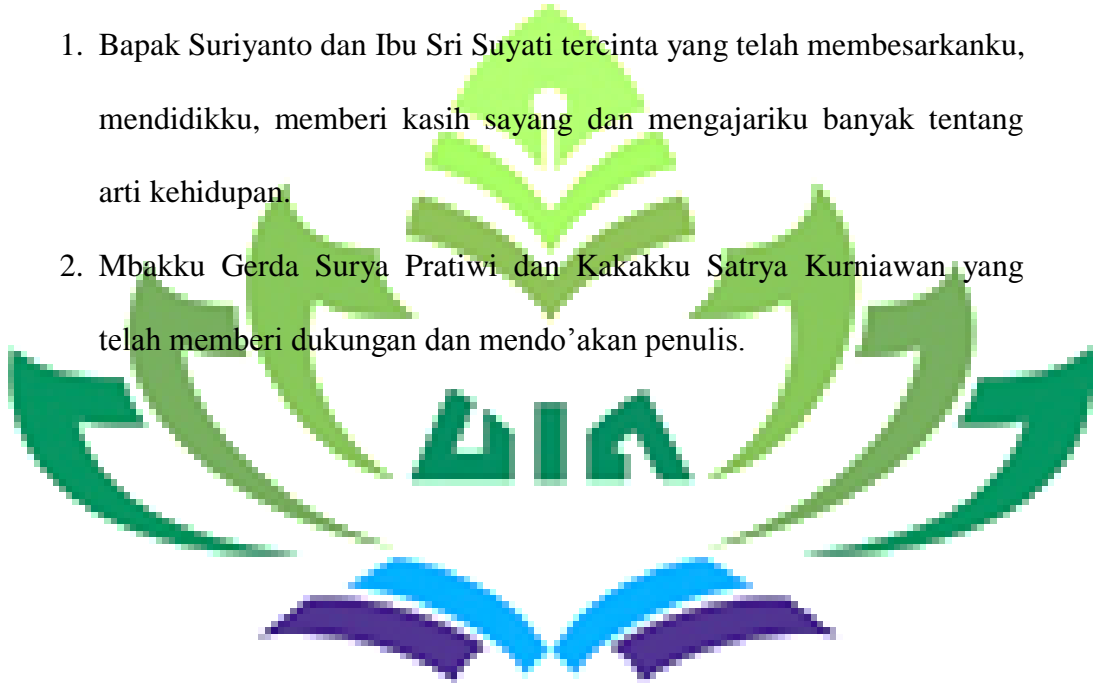 1. Bapak Suriyanto dan Ibu Sri Suyati tercinta yang telah membesarkanku,
mendidikku, memberi kasih sayang dan mengajariku banyak tentang
arti kehidupan.
2. Mbakku Gerda Surya Pratiwi dan Kakakku Satrya Kurniawan yang
telah memberi dukungan dan mendo’akan penulis.